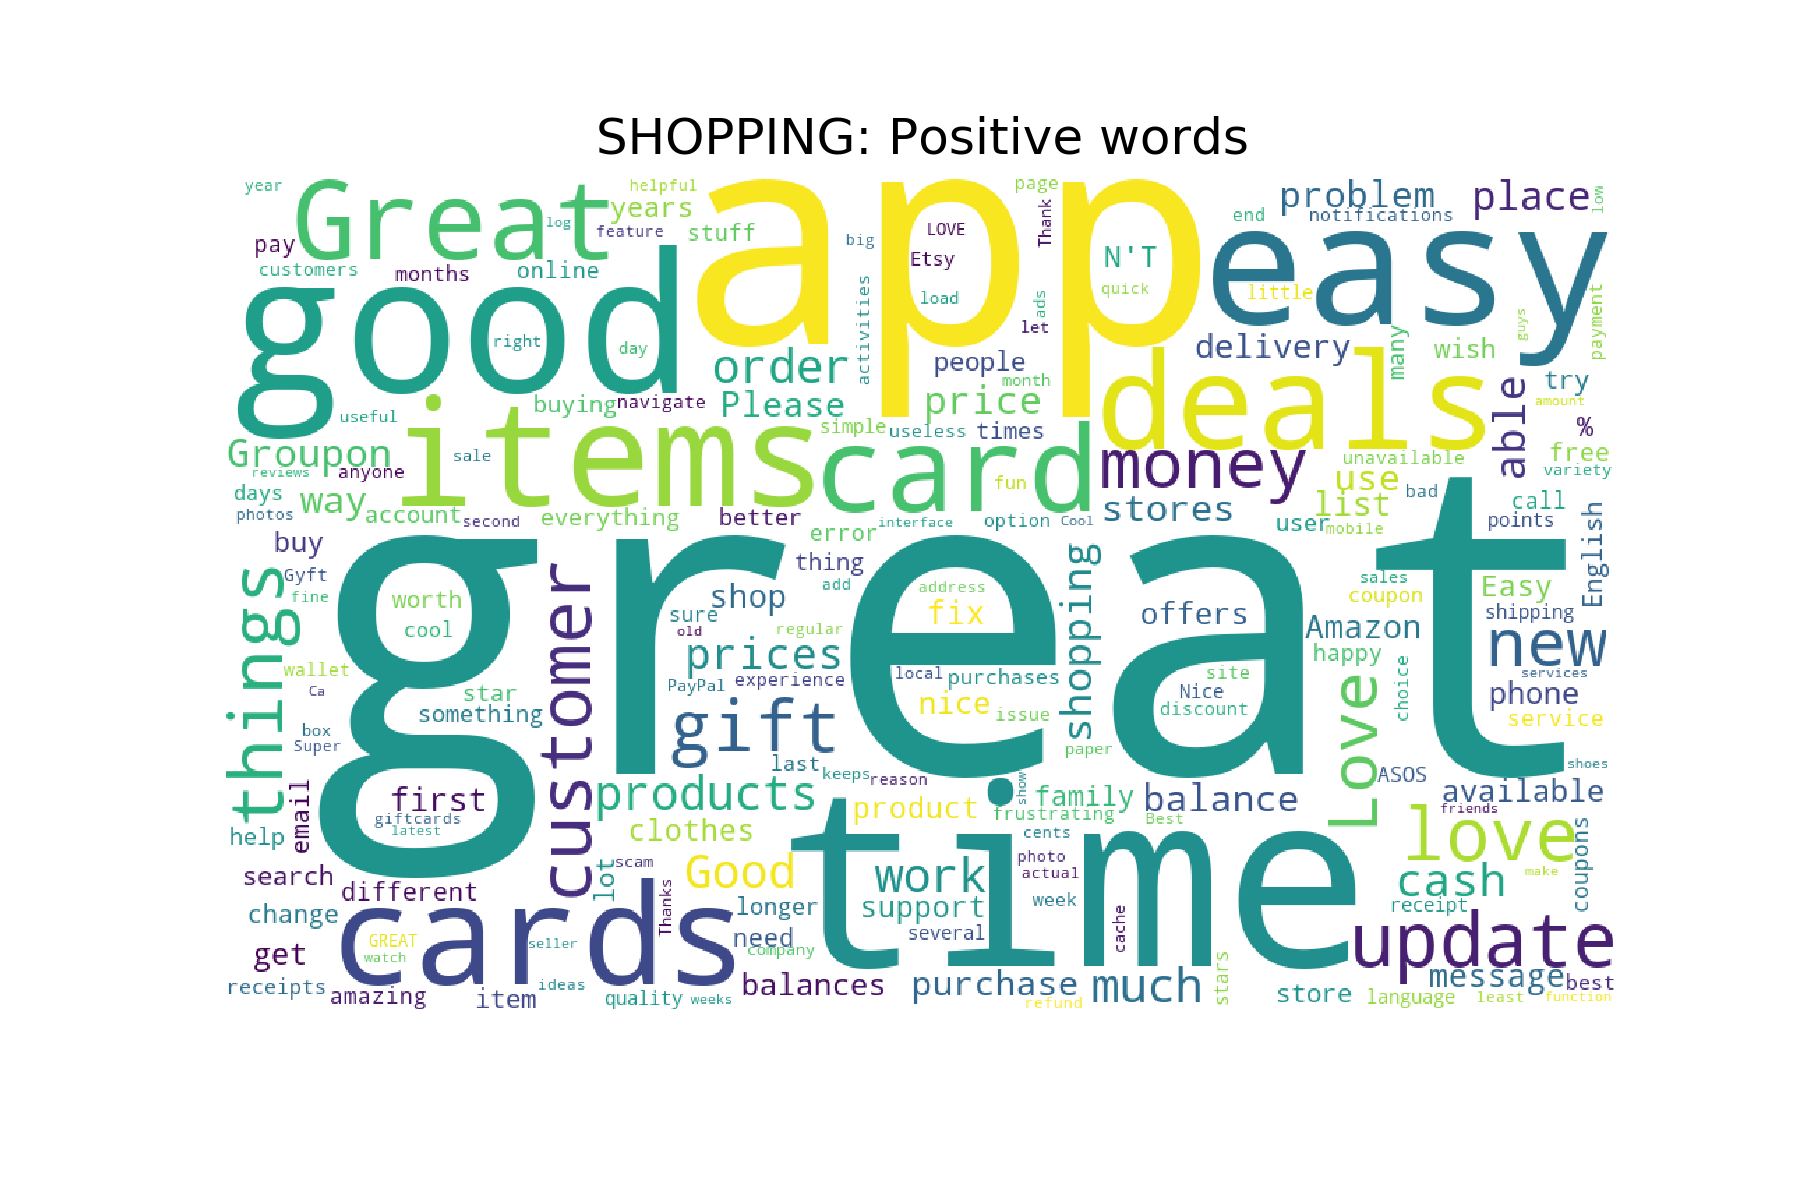 SHOPPING: Positive words
year
helpful
page
Great
app
problem
place
low
years
log
feature
stuff
LOVE
Thank
end
notifications
pay
big
Etsy
N'T
easy
customers
months
online
activities
load
ads
quick
little
good
let
guys
payment
right
day
order
people
delivery
many
wish
deals
month
able
try
buying
navigate
Please
price
amount
useful
items
simple
useless
times
%
Groupon
sale
card
money
unavailable
free
reviews
anyone
fun
use
variety
days
way
list
bad
call
photos
account
second
everything
better
error
interface
option
Cool
stores
user
mobile
points
English
buy
great
thing
shopping
things
Gyft
customer
add
address
sales
Easy
fine
worth
shop
fix
offers
coupon
shipping
cool
sure
old
regular
Amazon
new
prices
happy
wallet
PayPal
experience
local
purchases
site
choice
services
Ca
star
Nice
phone
something
gift
nice
issue
discount
Love
service
box
Super
paper
last
keeps
reason
ASOS
shoes
email
first
products
product
show
family
balance
available
giftcards
frustrating
Best
friends
latest
help
clothes
time
cents
love
coupons
search
lot
scam
Good
work
photo
actual
cash
make
different
cards
Thanks
longer
support
week
receipt
change
need
several
cache
update
GREAT
seller
get
watch
company
stars
receipts
amazing
item
ideas
quality
weeks
balances
purchase
refund
much
store
message
language
least
best
function